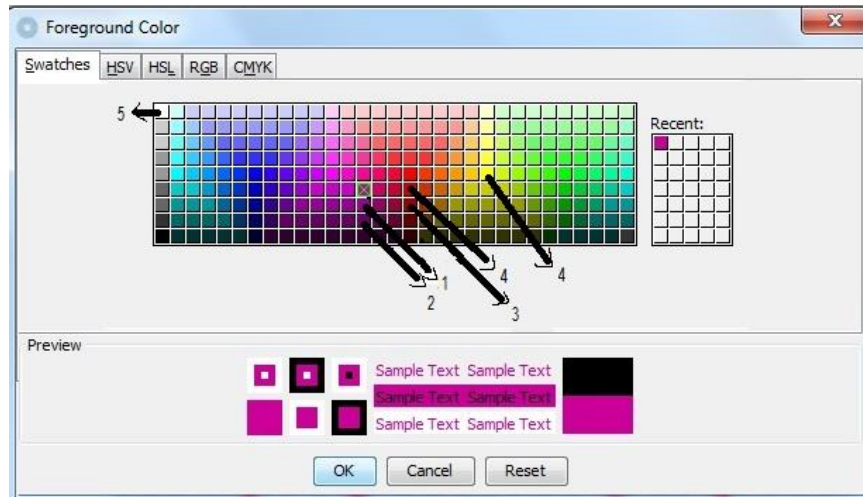 Foreground Color
Swatches HSV HSL RGB CMYK
5
Recent:
1
4
4
2
3
Preview
Sample Text Sample Text
Sample Text Sample Text
Sample Text Sample Text
OK Cancel Reset